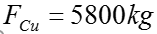 F_Cu = 5800kg